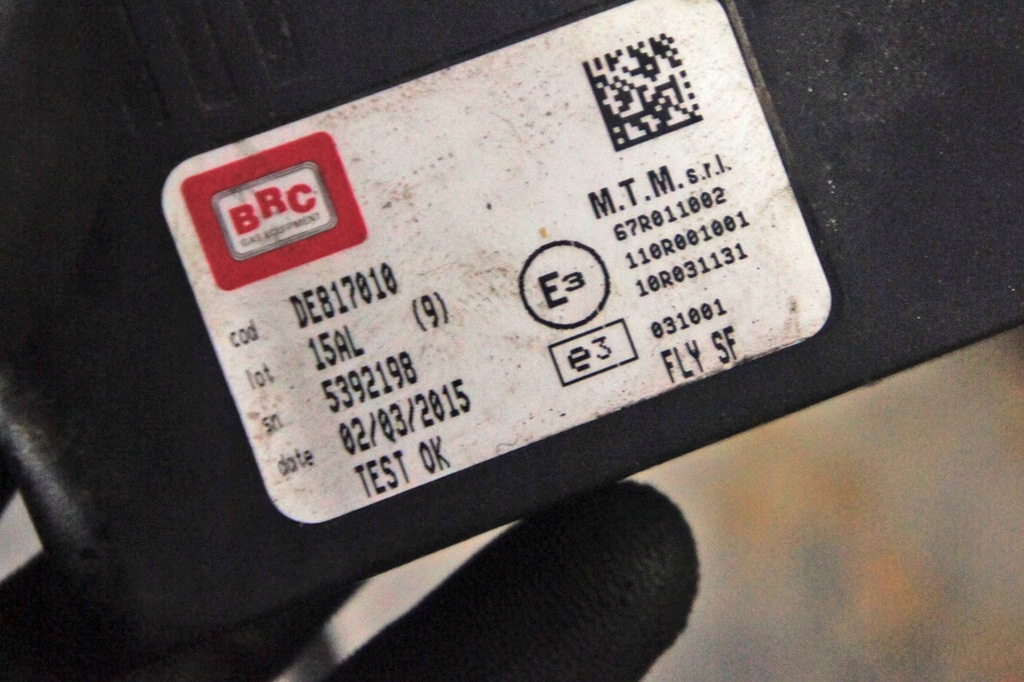 BRC
GAS EQUIPMENT
cod DE817010
lot 15AL (9)
sn 5392198
date 02/03/2015
TEST OK
M.T.M. s.r.l.
67R011002
110R001001
10R031131
E3
e3 031001
FLY SF